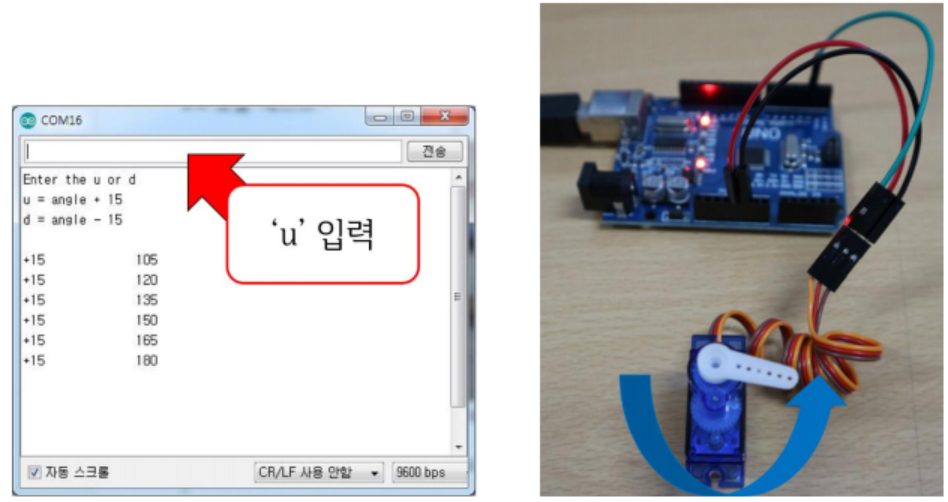 COM16
전송
Enter the u or d
u = angle + 15
d = angle - 15
+15 105
+15 120
+15 135
+15 150
+15 165
+15 180
'u' 입력
자동 스크롤
CR/LF 사용 안함
9600 bps
UNO